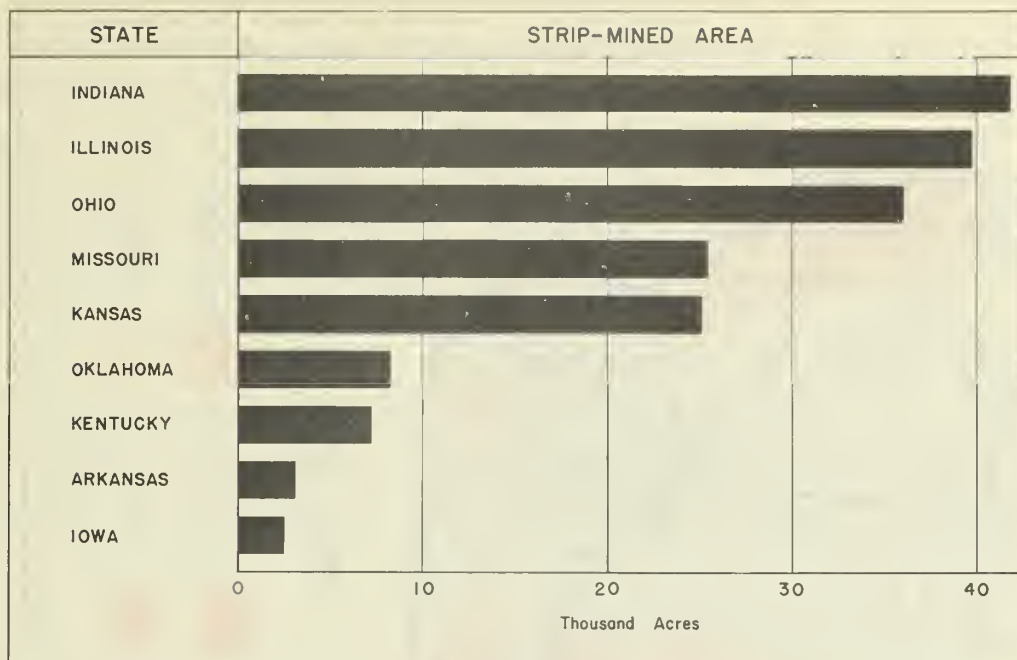 STATE STRIP-MINED AREA
INDIANA
ILLINOIS
OHIO
MISSOURI
KANSAS
OKLAHOMA
KENTUCKY
ARKANSAS
IOWA
0 10 20 30 40
Thousand Acres